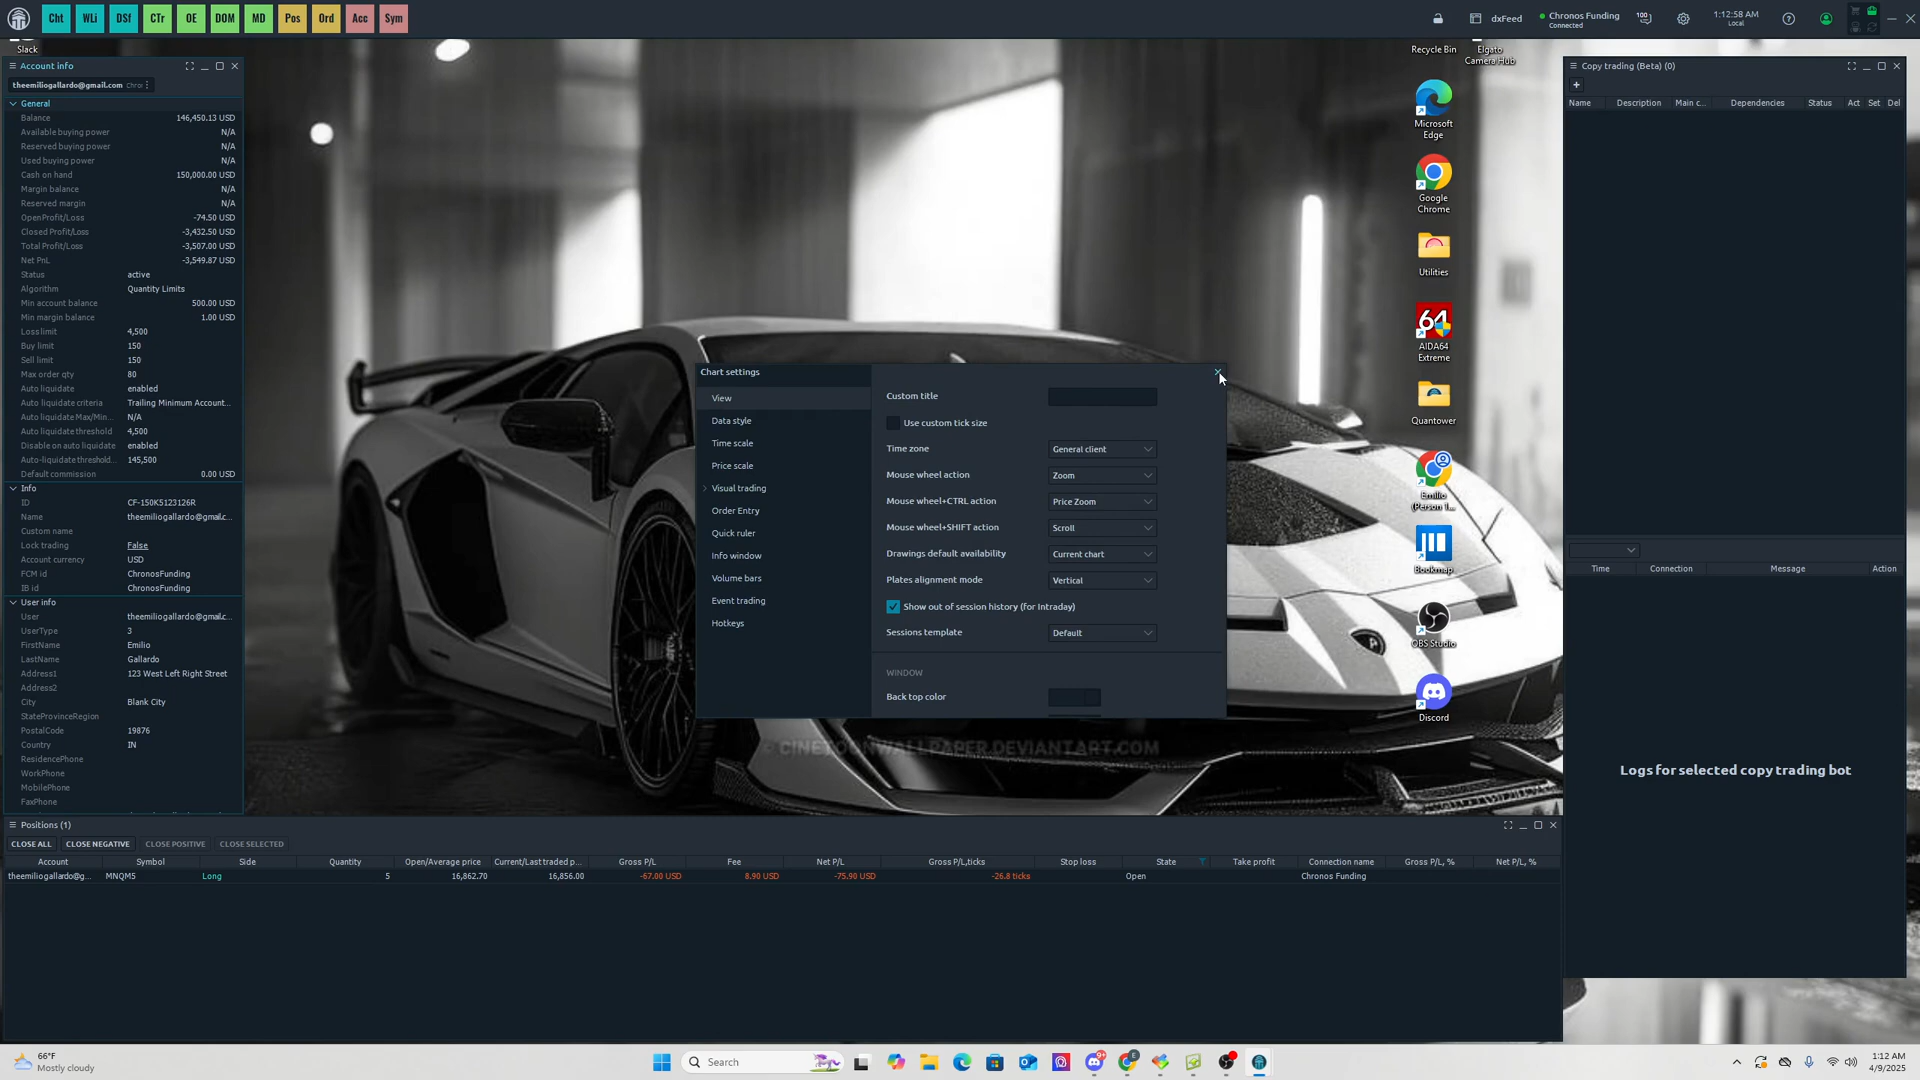 Cht WLi DSf CTr OE DOM MD Pos Ord Acc Sym
dxFeed
Chronos Funding
Connected
100
1:12:58 AM
Local
Slack
Recycle Bin
Elgato
Camera Hub
Account info
theemiliogallardo@gmail.com Chro
General
Balance 146,450.13 USD
Available buying power N/A
Reserved buying power N/A
Used buying power N/A
Cash on hand 150,000.00 USD
Margin balance N/A
Reserved margin N/A
OpenProfit/Loss -74.50 USD
Closed Profit/Loss -3,432.50 USD
Total Profit/Loss -3,507.00 USD
Net PnL -3,549.87 USD
Status active
Algorithm Quantity Limits
Min account balance 500.00 USD
Min margin balance 1.00 USD
Loss limit 4,500
Buy limit 150
Sell limit 150
Max order qty 80
Auto liquidate enabled
Auto liquidate criteria Trailing Minimum Account...
Auto liquidate Max/Min... N/A
Auto liquidate threshold 4,500
Disable on auto liquidate enabled
Auto-liquidate threshold... 145,500
Default commission 0.00 USD
Info
ID CF-150K5123126R
Name theemiliogallardo@gmail.c...
Custom name
Lock trading False
Account currency USD
FCM id ChronosFunding
IB id ChronosFunding
User info
User theemiliogallardo@gmail.c...
UserType 3
FirstName Emilio
LastName Gallardo
Address1 123 West Left Right Street
Address2
City Blank City
StateProvinceRegion
PostalCode 19876
Country IN
ResidencePhone
WorkPhone
MobilePhone
FaxPhone
Chart settings
View
Data style
Time scale
Price scale
Visual trading
Order Entry
Quick ruler
Info window
Volume bars
Event trading
Hotkeys
Custom title
Use custom tick size
Time zone General client
Mouse wheel action Zoom
Mouse wheel+CTRL action Price Zoom
Mouse wheel+SHIFT action Scroll
Drawings default availability Current chart
Plates alignment mode Vertical
Show out of session history (for Intraday)
Sessions template Default
WINDOW
Back top color
© CINETOONWALLPAPER.DEVIANTART.COM
Microsoft
Edge
Google
Chrome
Utilities
64
AIDA64
Extreme
Quantower
Emilio
(Person 1...
Bookmap
OBS Studio
Discord
Copy trading (Beta) (0)
+
Name Description Main c... Dependencies Status Act Set Del
Time Connection Message Action
Logs for selected copy trading bot
Positions (1)
CLOSE ALL CLOSE NEGATIVE CLOSE POSITIVE CLOSE SELECTED
Account Symbol Side Quantity Open/Average price Current/Last traded p... Gross P/L Fee Net P/L Gross P/L,ticks Stop loss State Take profit Connection name Gross P/L, % Net P/L, %
theemiliogallardo@g... MNQM5 Long 5 16,862.70 16,856.00 -67.00 USD 8.90 USD -75.90 USD -26.8 ticks Open Chronos Funding
66°F
Mostly cloudy
Search
1:12 AM
4/9/2025